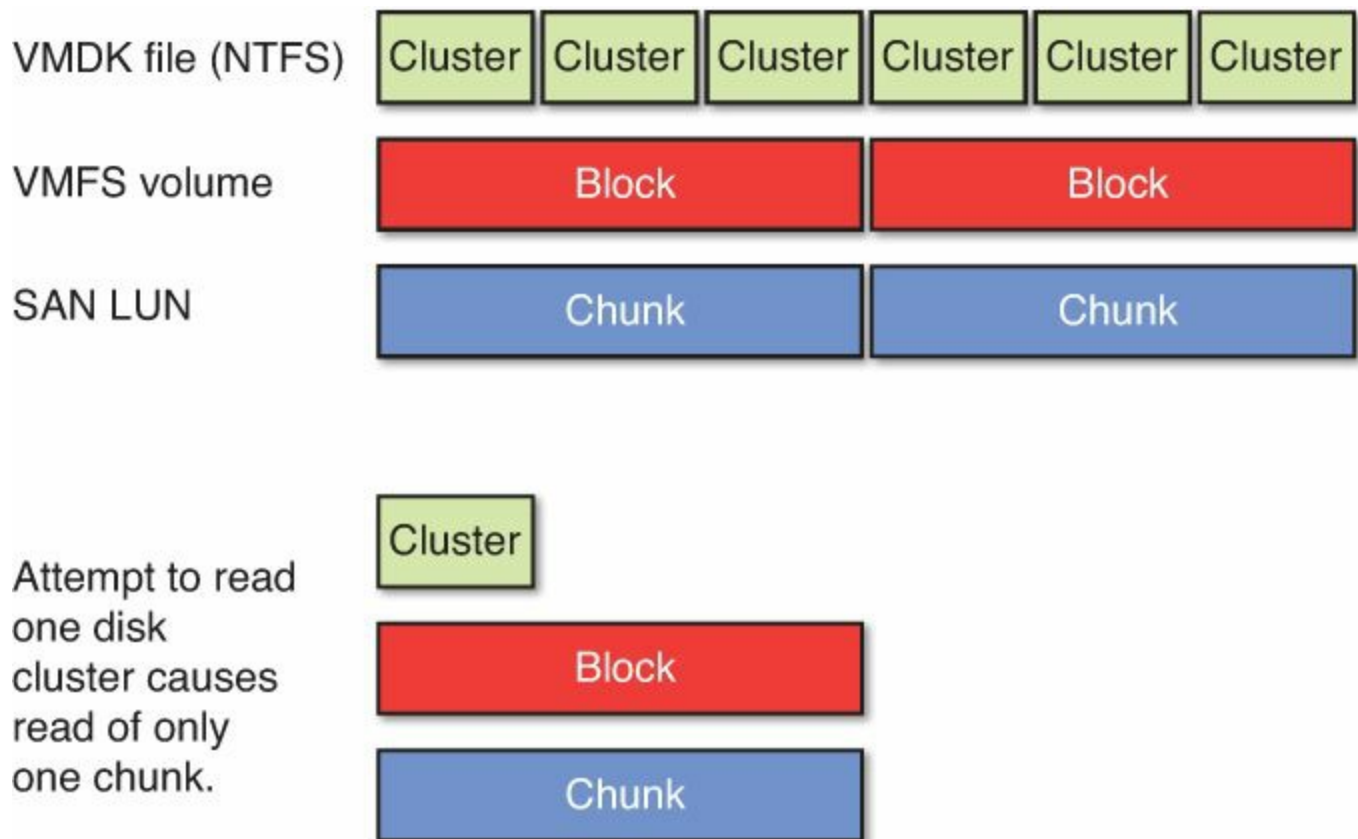 VMDK file (NTFS) Cluster Cluster Cluster Cluster Cluster Cluster
VMFS volume Block Block
SAN LUN Chunk Chunk
Cluster
Attempt to read
one disk
cluster causes
read of only
one chunk.
Block
Chunk